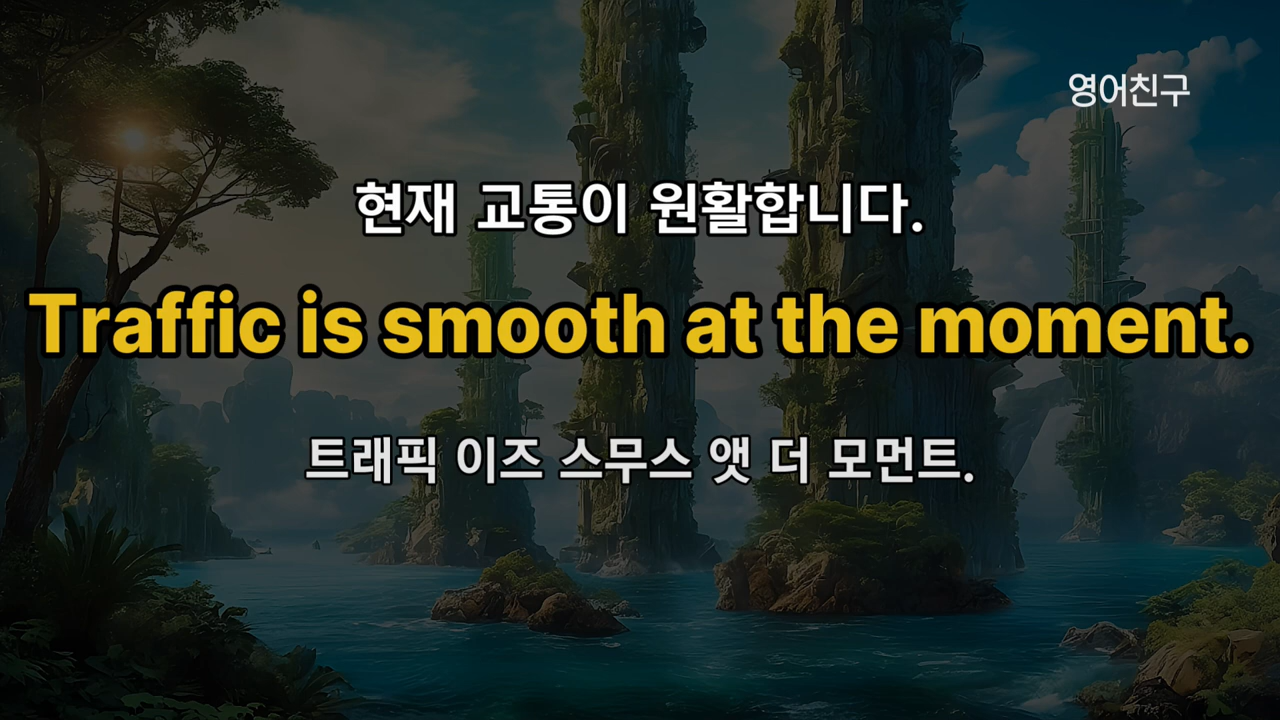 영어친구
현재 교통이 원활합니다.
Traffic is smooth at the moment.
트래픽 이즈 스무스 앳 더 모먼트.